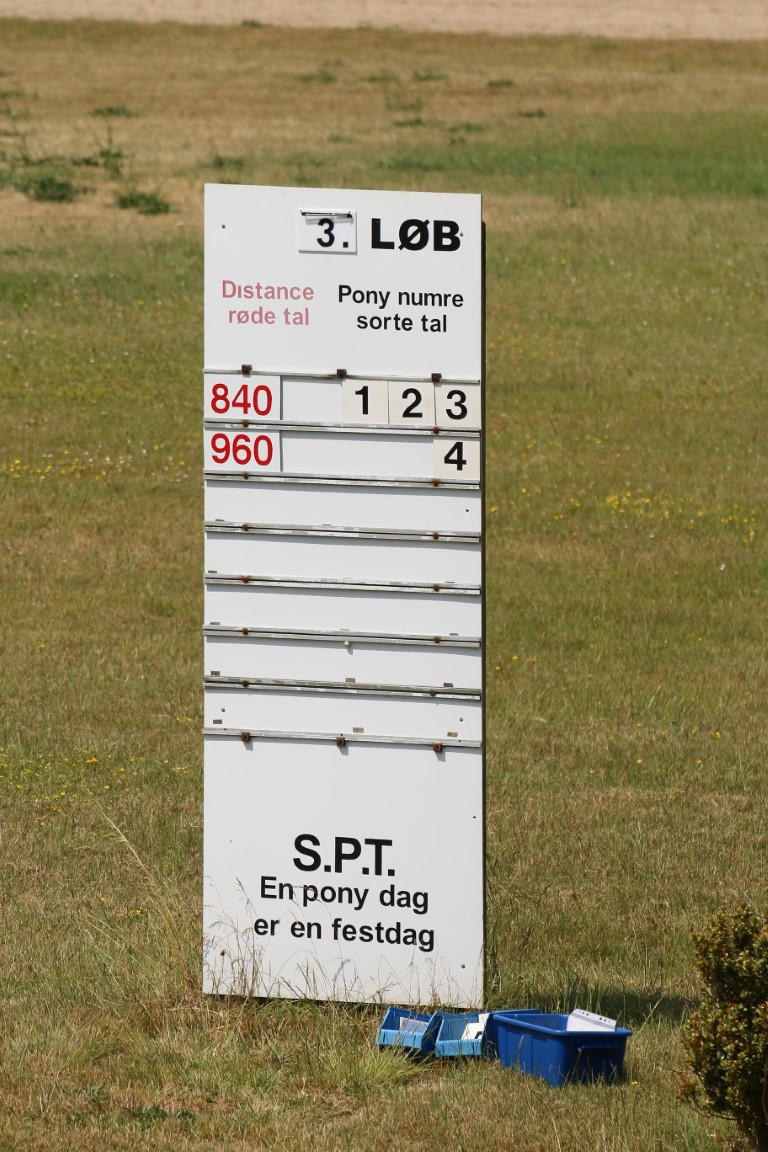 3. LØB
Distance Pony numre
røde tal sorte tal
840 1 2 3
960 4
S.P.T.
En pony dag
er en festdag